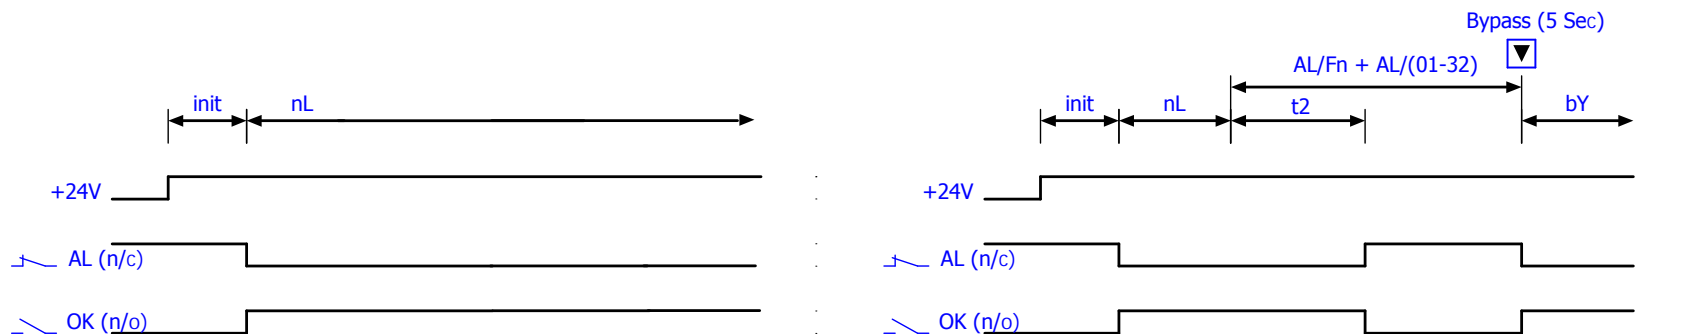 Bypass (5 Sec)
AL/Fn + AL/(01-32)
init nL
init nL t2 bY
+24V
+24V
AL (n/c)
AL (n/c)
OK (n/o)
OK (n/o)